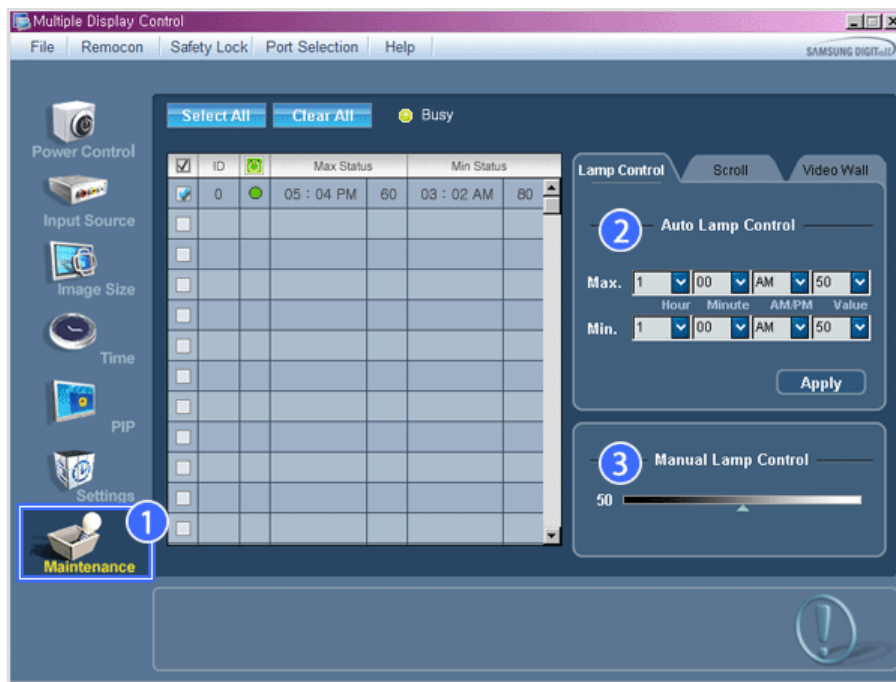 Multiple Display Control
File Remocon Safety Lock Port Selection Help
SAMSUNG DIGITall
Select All Clear All Busy
Power Control
Input Source
Image Size
Time
PIP
Settings
1
Maintenance
ID Max Status Min Status
0 05 : 04 PM 60 03 : 02 AM 80
Lamp Control Scroll Video Wall
2 Auto Lamp Control
Max. 1 00 AM 50
Hour Minute AM/PM Value
Min. 1 00 AM 50
Apply
3 Manual Lamp Control
50